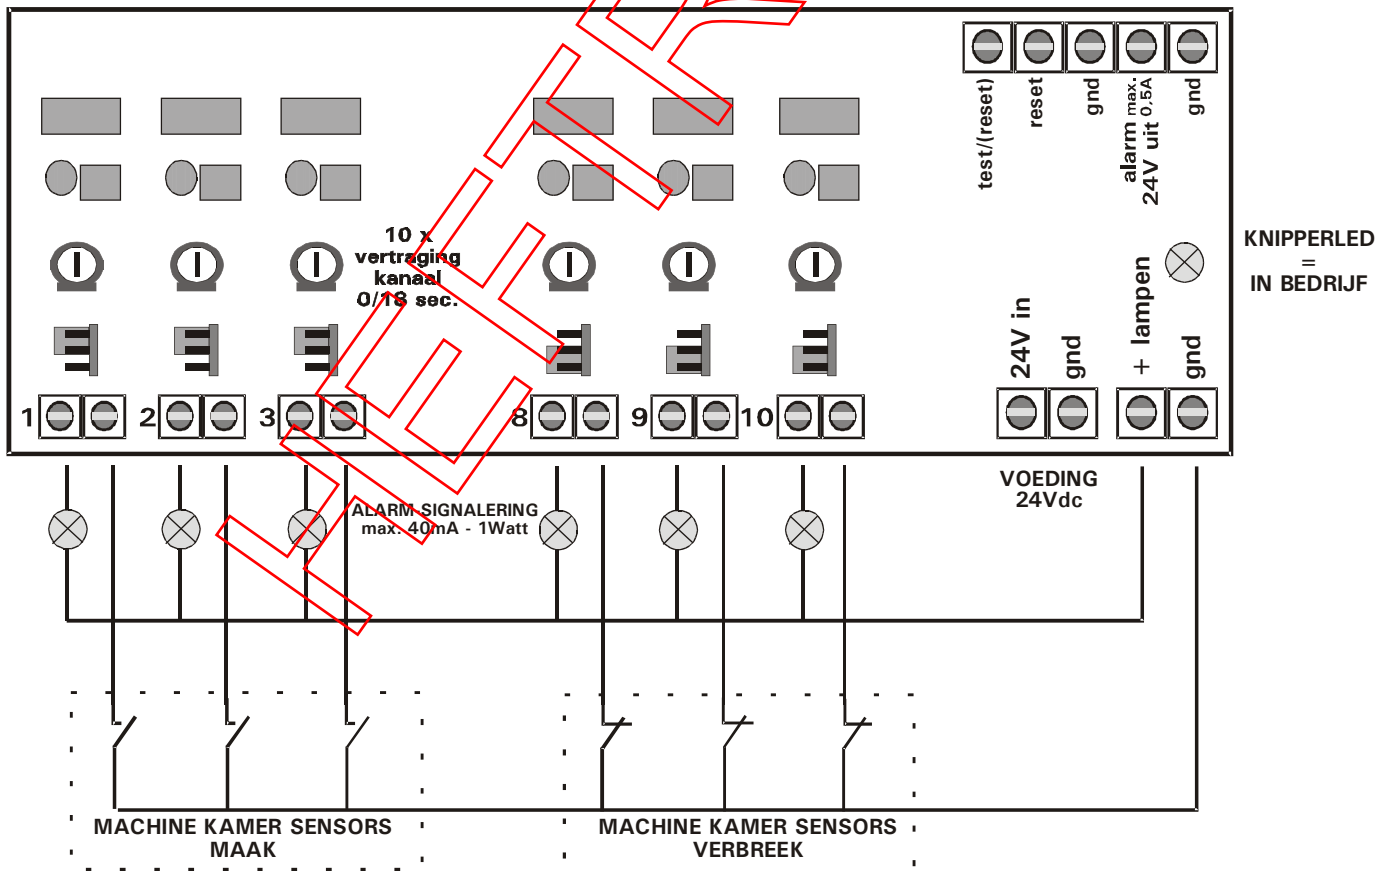 test/(reset)
reset
gnd
alarm max.
24V uit 0,5A
gnd
10 x
vertraging
kanaal
0/18 sec.
KNIPPERLED
=
IN BEDRIJF
24V in
gnd
+ lampen
gnd
1
2
3
8
9
10
VOEDING
24Vdc
ALARM SIGNALERING
max. 40mA - 1Watt
MACHINE KAMER SENSORS
MAAK
MACHINE KAMER SENSORS
VERBREEK